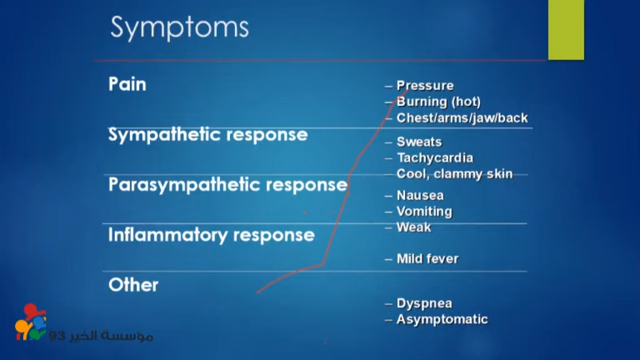 Symptoms
Pain
– Pressure
– Burning (hot)
– Chest/arms/jaw/back
Sympathetic response
– Sweats
– Tachycardia
– Cool, clammy skin
Parasympathetic response
– Nausea
– Vomiting
– Weak
Inflammatory response
– Mild fever
Other
– Dyspnea
– Asymptomatic
مؤسسة الخير 93